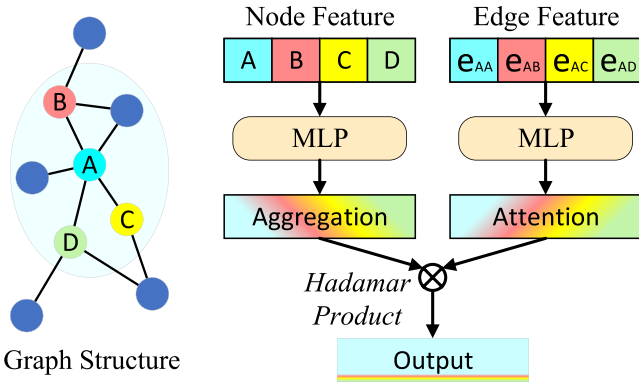 Node Feature
Edge Feature
A B C D
eAA eAB eAC eAD
B
A
C
D
MLP
MLP
Aggregation
Attention
Hadamar
Product
Output
Graph Structure